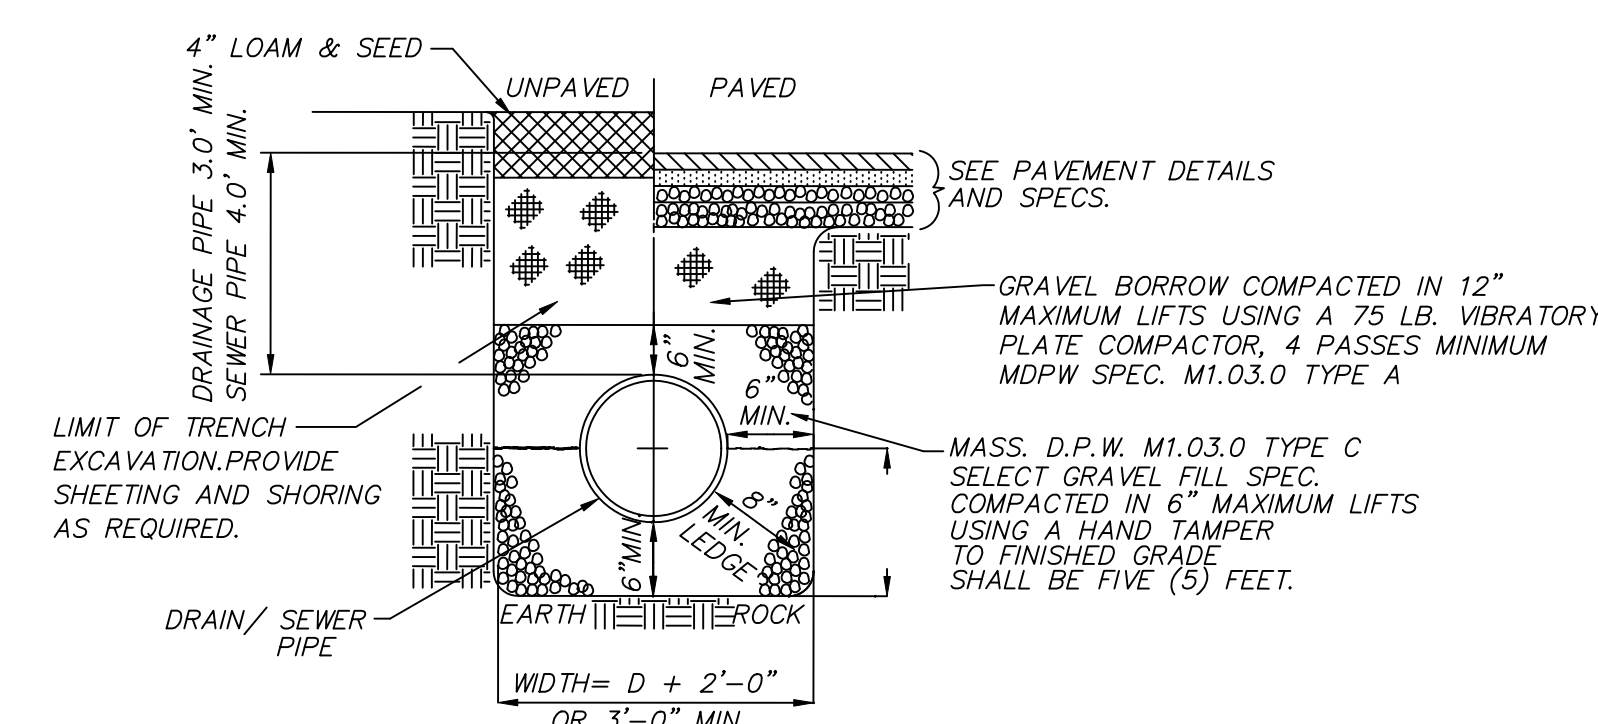 4" LOAM & SEED
UNPAVED
PAVED
DRAINAGE PIPE 3.0' MIN.
SEWER PIPE 4.0' MIN.
SEE PAVEMENT DETAILS
AND SPECS.
GRAVEL BORROW COMPACTED IN 12"
MAXIMUM LIFTS USING A 75 LB. VIBRATORY
PLATE COMPACTOR, 4 PASSES MINIMUM
MDPW SPEC. M1.03.0 TYPE A
6"
MIN.
6"
MIN.
LIMIT OF TRENCH
EXCAVATION.PROVIDE
SHEETING AND SHORING
AS REQUIRED.
MASS. D.P.W. M1.03.0 TYPE C
SELECT GRAVEL FILL SPEC.
COMPACTED IN 6" MAXIMUM LIFTS
USING A HAND TAMPER
TO FINISHED GRADE
SHALL BE FIVE (5) FEET.
8"
MIN.
LEDGE
6"MIN.
EARTH
ROCK
DRAIN/ SEWER
PIPE
WIDTH= D + 2'-0"
OR 3'-0" MIN